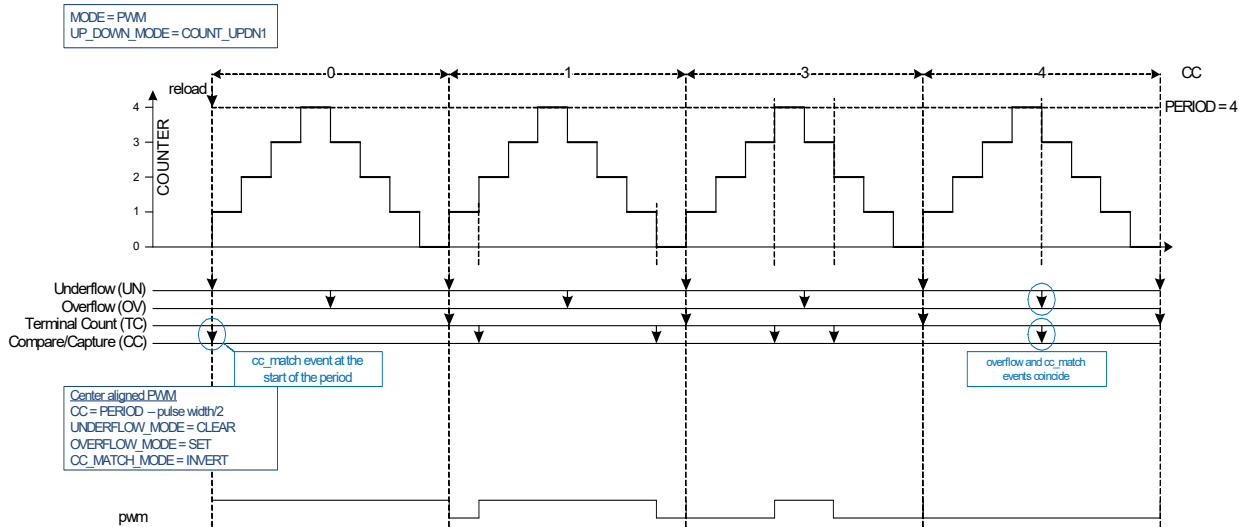 MODE = PWM
UP_DOWN_MODE = COUNT_UPDN1
0 1 3 4 CC
reload
4
PERIOD = 4
3
2
1
0
COUNTER
Underflow (UN)
Overflow (OV)
Terminal Count (TC)
Compare/Capture (CC)
cc_match event at the
start of the period
overflow and cc_match
events coincide
Center aligned PWM
CC = PERIOD – pulse width/2
UNDERFLOW_MODE = CLEAR
OVERFLOW_MODE = SET
CC_MATCH_MODE = INVERT
pwm